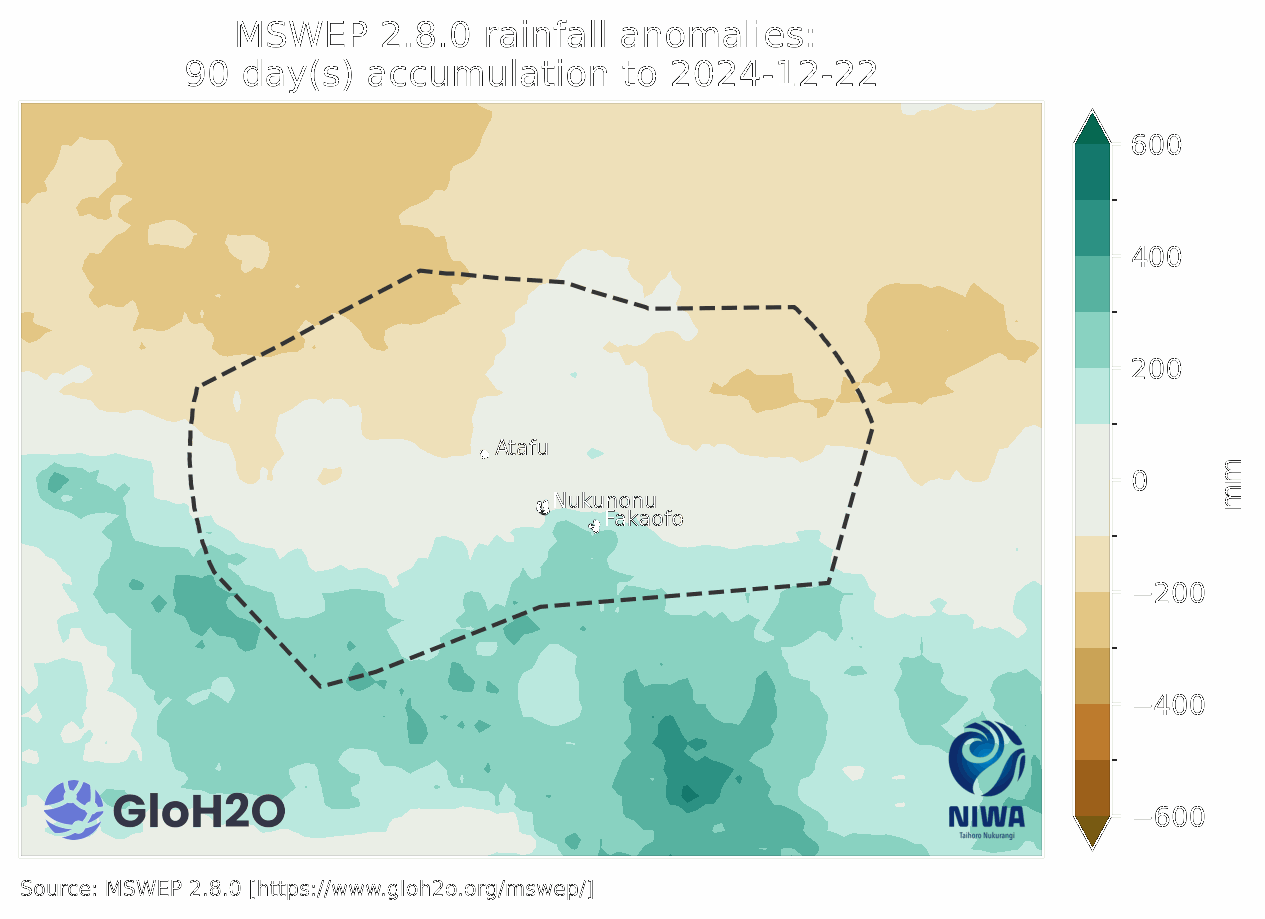 MSWEP 2.8.0 rainfall anomalies:
90 day(s) accumulation to 2024-12-22
600
400
200
0
−200
−400
−600
mm
Atafu
Nukunonu
Fakaofo
GloH2O
NIWA
Taihoro Nukurangi
Source: MSWEP 2.8.0 [https://www.gloh2o.org/mswep/]